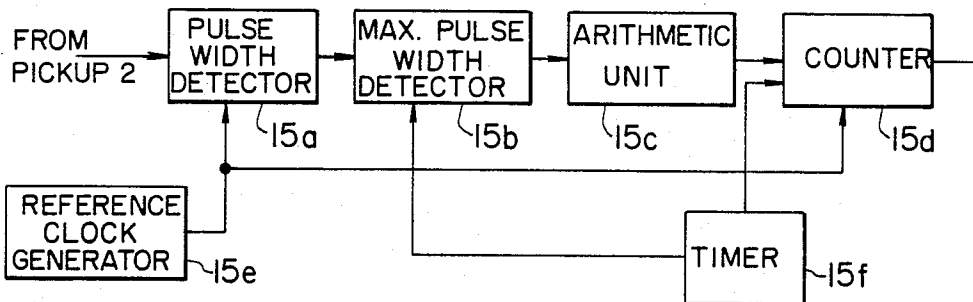 FROM
PICKUP 2
PULSE
WIDTH
DETECTOR
15a
MAX. PULSE
WIDTH
DETECTOR
15b
ARITHMETIC
UNIT
15c
COUNTER
15d
REFERENCE
CLOCK
GENERATOR
15e
TIMER
15f